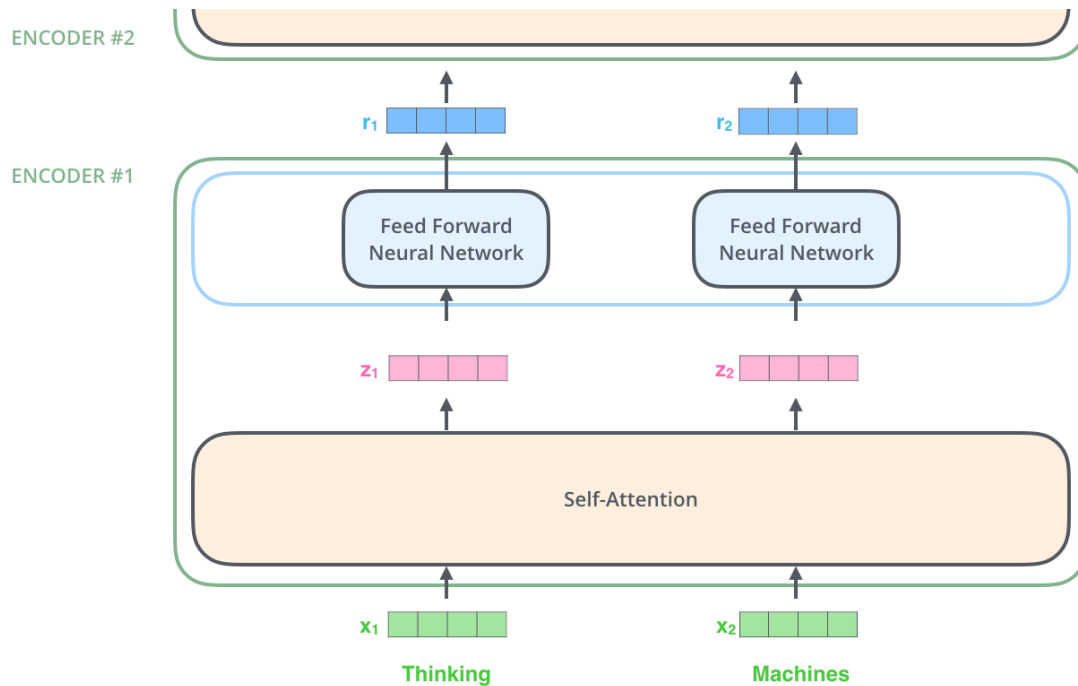 ENCODER #2
r₁ r₂
ENCODER #1
Feed Forward Neural Network
Feed Forward Neural Network
z₁ z₂
Self-Attention
x₁ x₂
Thinking Machines